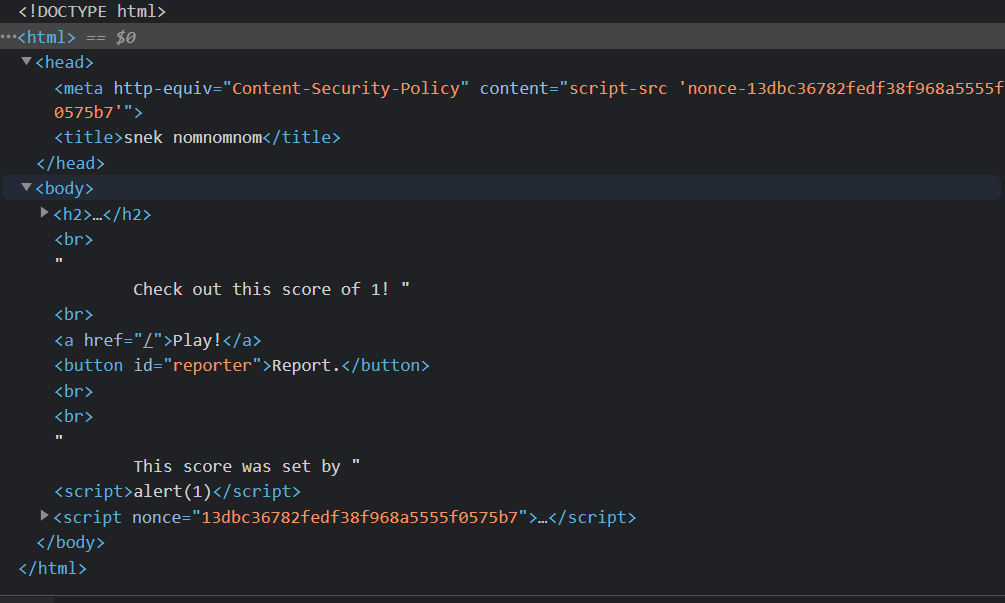 <!DOCTYPE html>
…<html> == $0
▼<head>
<meta http-equiv="Content-Security-Policy" content="script-src 'nonce-13dbc36782fedf38f968a5555f
0575b7'">
<title>snek nomnomnom</title>
</head>
▼<body>
▶<h2>…</h2>
<br>
"
Check out this score of 1! "
<br>
<a href="/">Play!</a>
<button id="reporter">Report.</button>
<br>
<br>
"
This score was set by "
<script>alert(1)</script>
▶<script nonce="13dbc36782fedf38f968a5555f0575b7">…</script>
</body>
</html>